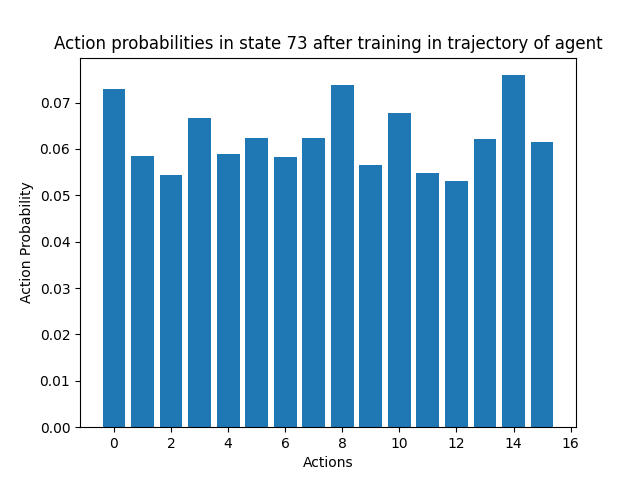 Action probabilities in state 73 after training in trajectory of agent
0.07
0.06
0.05
0.04
0.03
0.02
0.01
0.00
Action Probability
0 2 4 6 8 10 12 14 16
Actions